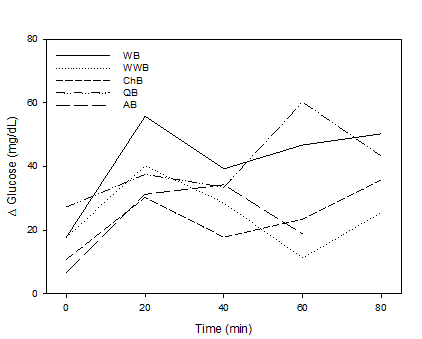 80
WB
WWB
ChB
60
QB
AB
Δ Glucose (mg/dL)
40
20
0
0 20 40 60 80
Time (min)